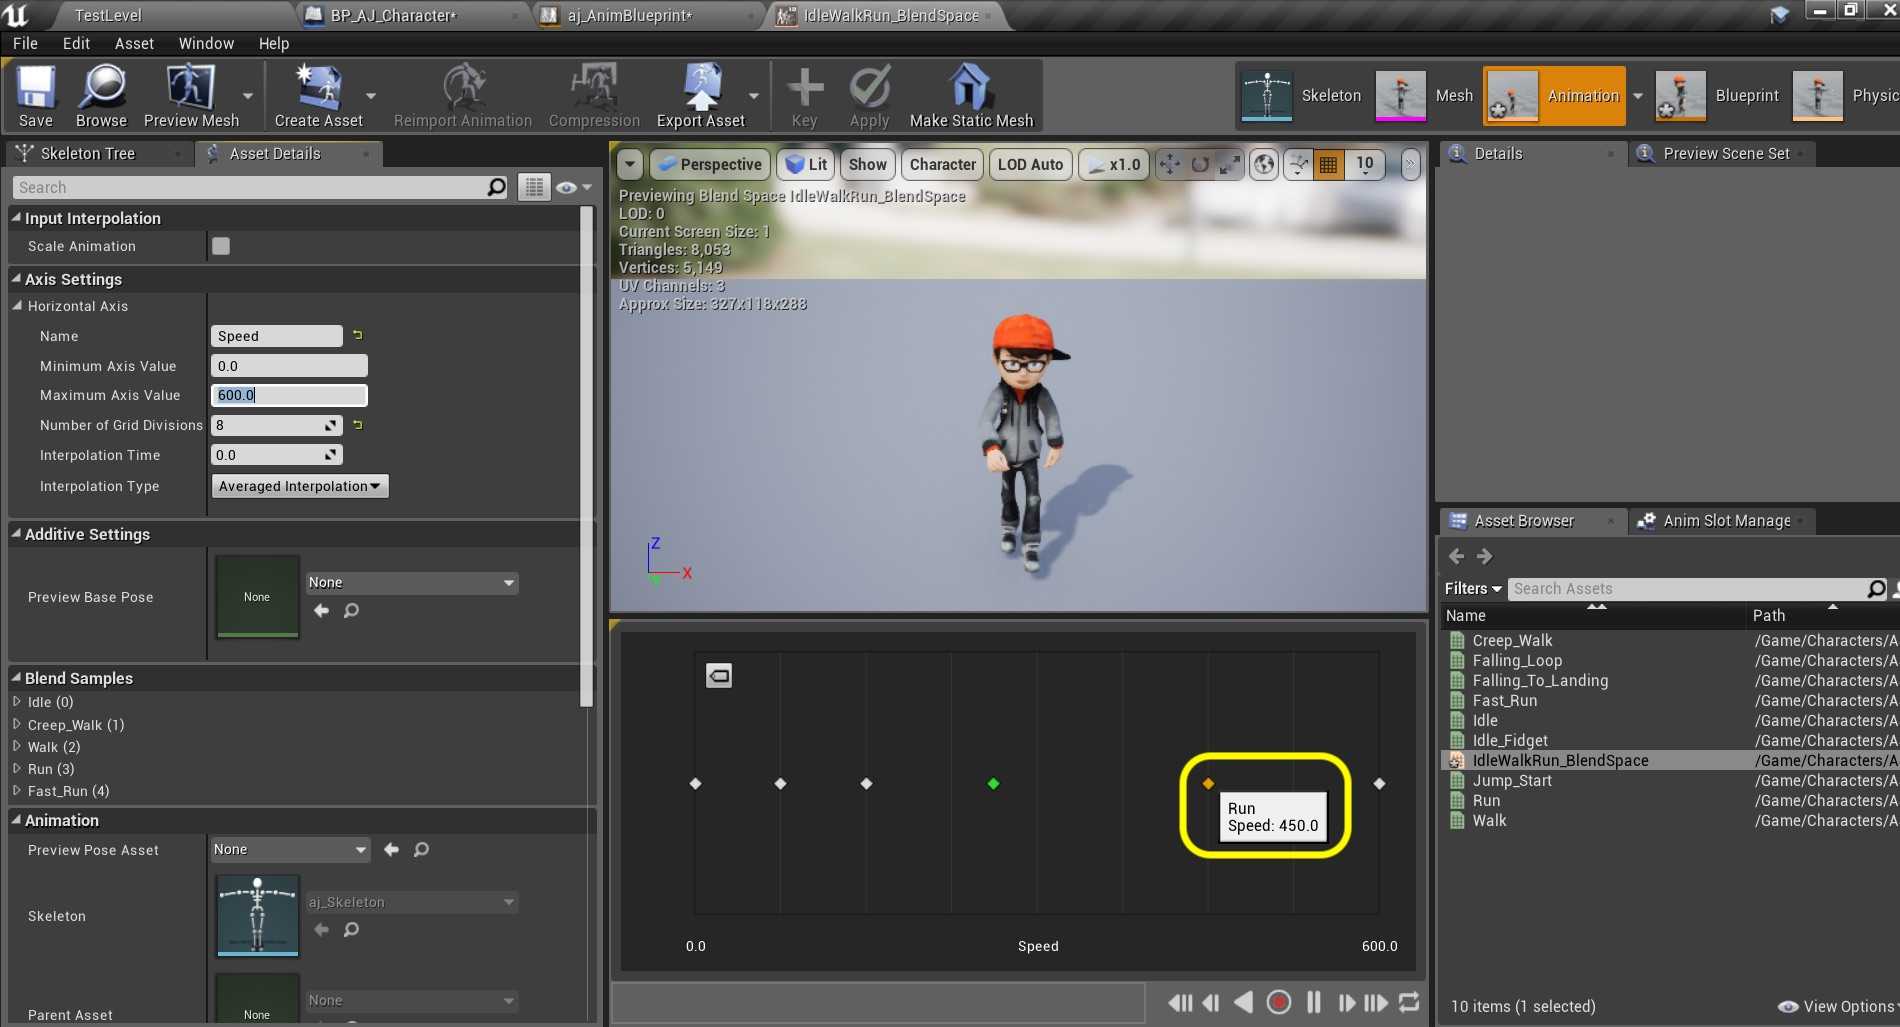 TestLevel
BP_AJ_Character*
aj_AnimBlueprint*
IdleWalkRun_BlendSpace
File Edit Asset Window Help
Save
Browse
Preview Mesh
Create Asset
Reimport Animation
Compression
Export Asset
Key
Apply
Make Static Mesh
Skeleton
Mesh
Animation
Blueprint
Physic
Skeleton Tree
Asset Details
Search
Input Interpolation
Scale Animation
Axis Settings
Horizontal Axis
Name Speed
Minimum Axis Value 0.0
Maximum Axis Value 600.0
Number of Grid Divisions 8
Interpolation Time 0.0
Interpolation Type Averaged Interpolation
Additive Settings
Preview Base Pose None None
Blend Samples
Idle (0)
Creep_Walk (1)
Walk (2)
Run (3)
Fast_Run (4)
Animation
Preview Pose Asset None
Skeleton aj_Skeleton
Parent Asset None None
Perspective Lit Show Character LOD Auto x1.0 10
Previewing Blend Space IdleWalkRun_BlendSpace
LOD: 0
Current Screen Size: 1
Triangles: 8,053
Vertices: 5,149
UV Channels: 3
Approx Size: 327x118x288
Z
X
Run
Speed: 450.0
0.0 Speed 600.0
Details
Preview Scene Set
Asset Browser
Anim Slot Manage
Filters Search Assets
Name Path
Creep_Walk /Game/Characters/A
Falling_Loop /Game/Characters/A
Falling_To_Landing /Game/Characters/A
Fast_Run /Game/Characters/A
Idle /Game/Characters/A
Idle_Fidget /Game/Characters/A
IdleWalkRun_BlendSpace /Game/Characters/A
Jump_Start /Game/Characters/A
Run /Game/Characters/A
Walk /Game/Characters/A
10 items (1 selected) View Options